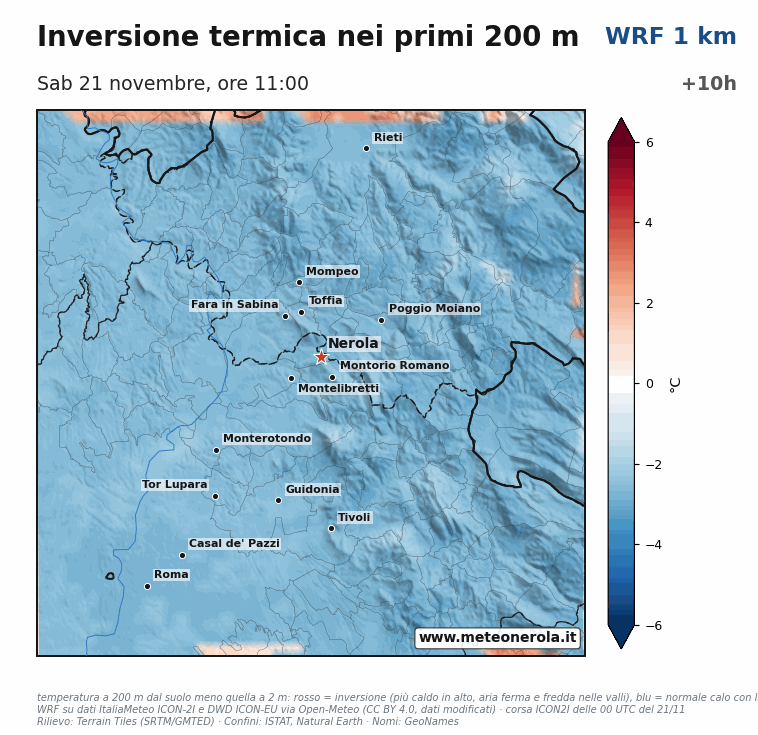 Inversione termica nei primi 200 m WRF 1 km
Sab 21 novembre, ore 11:00 +10h
Rieti
Mompeo
Toffia
Fara in Sabina
Poggio Moiano
Nerola
Montorio Romano
Montelibretti
Monterotondo
Tor Lupara
Guidonia
Tivoli
Casal de' Pazzi
Roma
www.meteonerola.it
6
4
2
0
−2
−4
−6
°C
temperatura a 200 m dal suolo meno quella a 2 m: rosso = inversione (più caldo in alto, aria ferma e fredda nelle valli), blu = normale calo con l
WRF su dati ItaliaMeteo ICON-2I e DWD ICON-EU via Open-Meteo (CC BY 4.0, dati modificati) · corsa ICON2I delle 00 UTC del 21/11
Rilievo: Terrain Tiles (SRTM/GMTED) · Confini: ISTAT, Natural Earth · Nomi: GeoNames